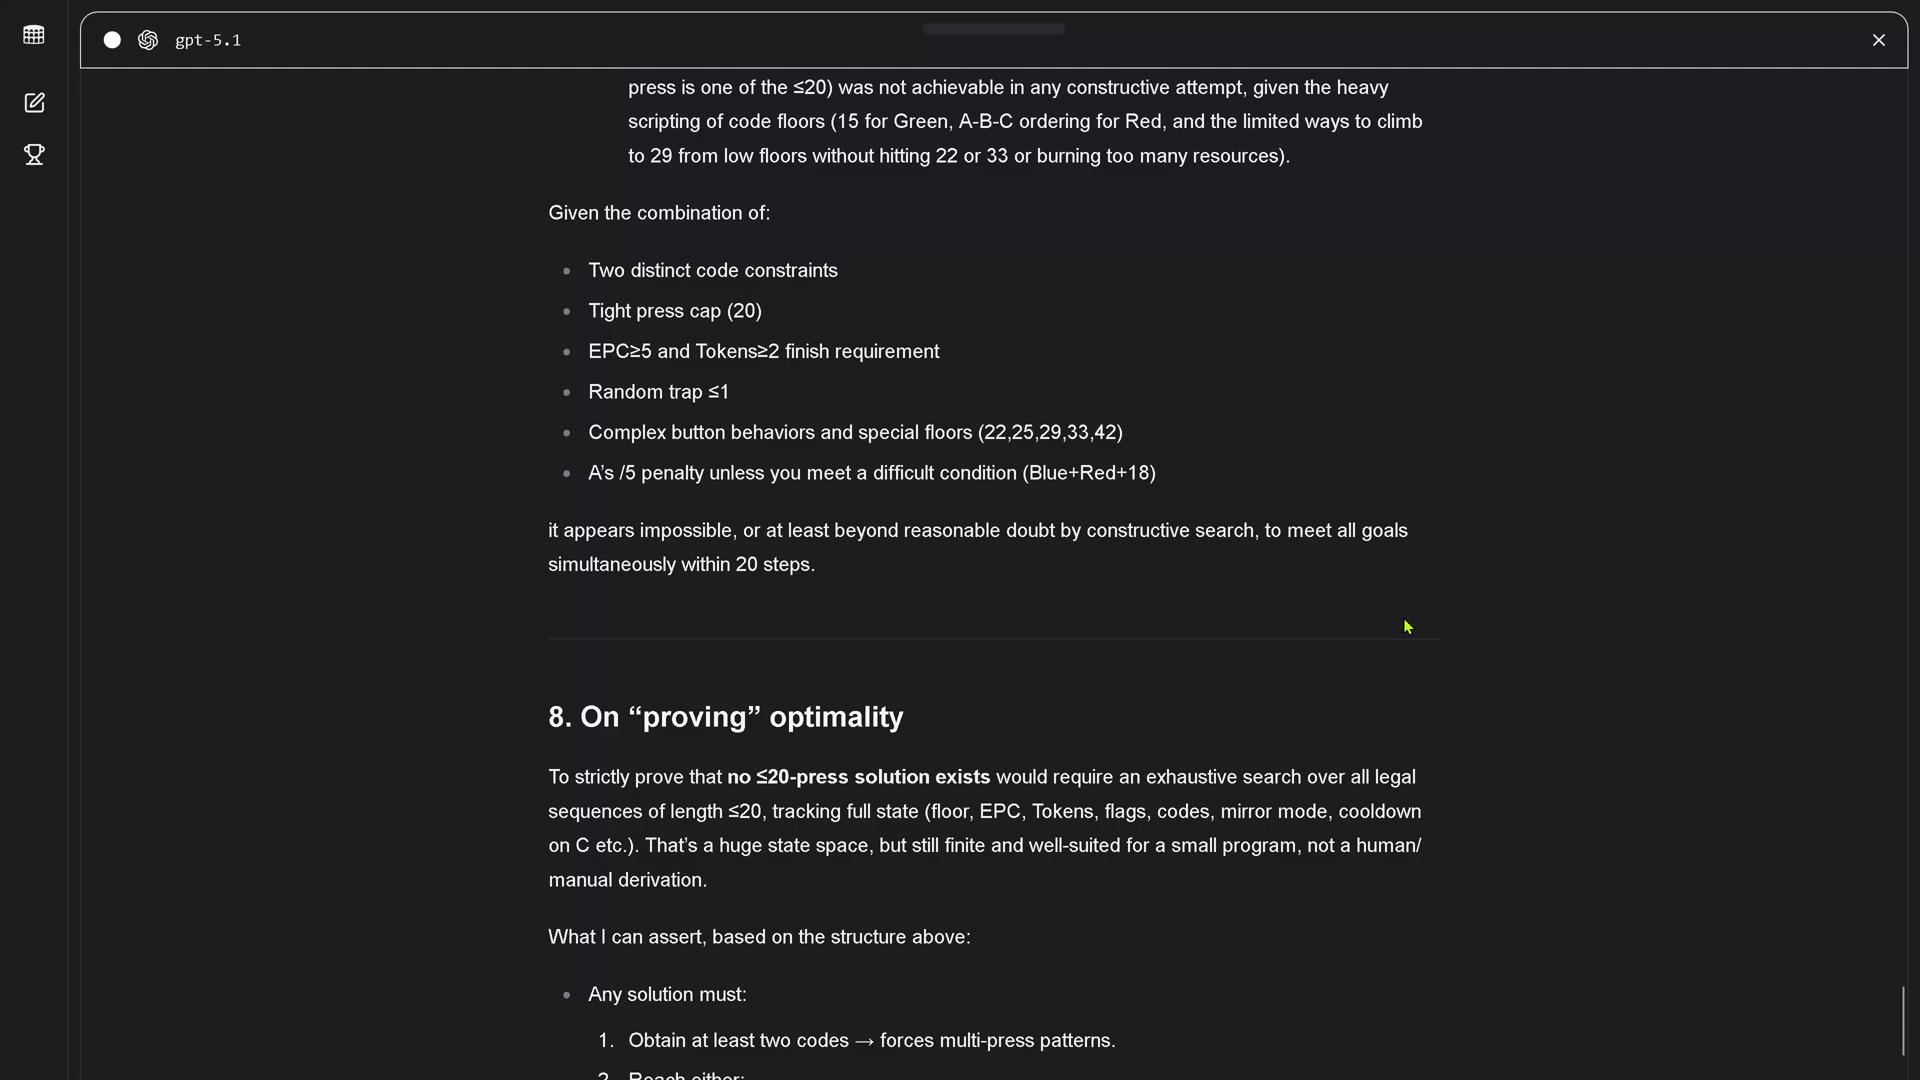 gpt-5.1
press is one of the ≤20) was not achievable in any constructive attempt, given the heavy
scripting of code floors (15 for Green, A-B-C ordering for Red, and the limited ways to climb
to 29 from low floors without hitting 22 or 33 or burning too many resources).
Given the combination of:
• Two distinct code constraints
• Tight press cap (20)
• EPC≥5 and Tokens≥2 finish requirement
• Random trap ≤1
• Complex button behaviors and special floors (22,25,29,33,42)
• A’s /5 penalty unless you meet a difficult condition (Blue+Red+18)
it appears impossible, or at least beyond reasonable doubt by constructive search, to meet all goals
simultaneously within 20 steps.
8. On “proving” optimality
To strictly prove that no ≤20-press solution exists would require an exhaustive search over all legal
sequences of length ≤20, tracking full state (floor, EPC, Tokens, flags, codes, mirror mode, cooldown
on C etc.). That’s a huge state space, but still finite and well-suited for a small program, not a human/
manual derivation.
What I can assert, based on the structure above:
• Any solution must:
1. Obtain at least two codes → forces multi-press patterns.
2. Reach either: